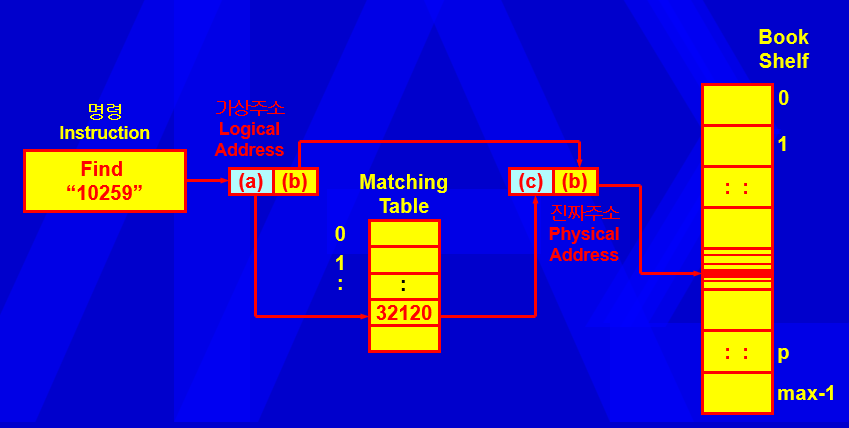 명령
Instruction
Find
“10259”
가상주소
Logical
Address
(a) (b)
Matching
Table
0
1
:
:
32120
(c) (b)
진짜주소
Physical
Address
Book
Shelf
0
1
: :
: :
p
max-1